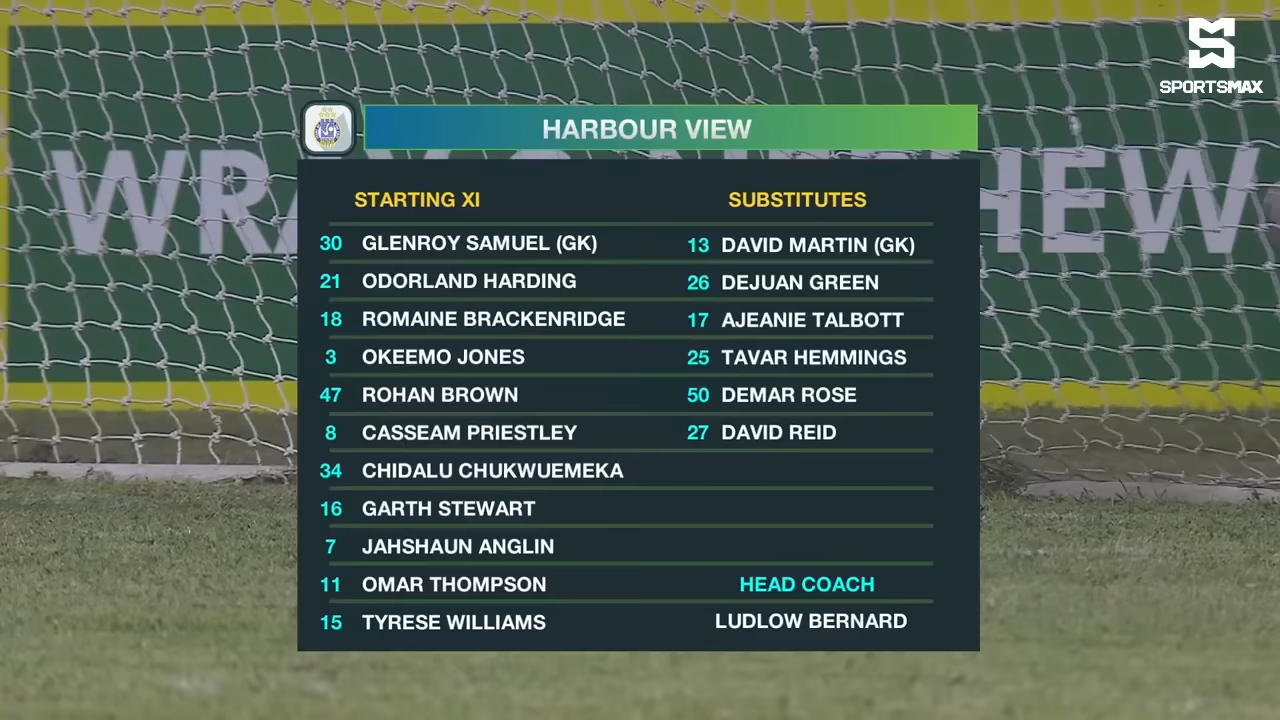 SPORTSMAX
HARBOUR VIEW
STARTING XI
30 GLENROY SAMUEL (GK)
21 ODORLAND HARDING
18 ROMAINE BRACKENRIDGE
3 OKEEMO JONES
47 ROHAN BROWN
8 CASSEAM PRIESTLEY
34 CHIDALU CHUKWUEMEKA
16 GARTH STEWART
7 JAHSHAUN ANGLIN
11 OMAR THOMPSON
15 TYRESE WILLIAMS
SUBSTITUTES
13 DAVID MARTIN (GK)
26 DEJUAN GREEN
17 AJEANIE TALBOTT
25 TAVAR HEMMINGS
50 DEMAR ROSE
27 DAVID REID
HEAD COACH
LUDLOW BERNARD